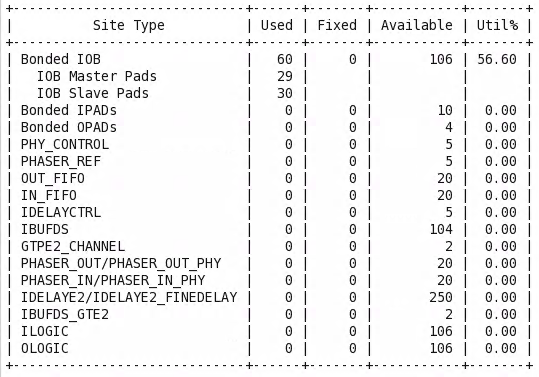 +---------------------------+------+-------+-----------+-------+
|         Site Type         | Used | Fixed | Available | Util% |
+---------------------------+------+-------+-----------+-------+
| Bonded IOB                |   60 |     0 |       106 | 56.60 |
|   IOB Master Pads         |   29 |       |           |       |
|   IOB Slave Pads          |   30 |       |           |       |
| Bonded IPADs              |    0 |     0 |        10 |  0.00 |
| Bonded OPADs              |    0 |     0 |         4 |  0.00 |
| PHY_CONTROL               |    0 |     0 |         5 |  0.00 |
| PHASER_REF                |    0 |     0 |         5 |  0.00 |
| OUT_FIFO                  |    0 |     0 |        20 |  0.00 |
| IN_FIFO                   |    0 |     0 |        20 |  0.00 |
| IDELAYCTRL                |    0 |     0 |         5 |  0.00 |
| IBUFDS                    |    0 |     0 |       104 |  0.00 |
| GTPE2_CHANNEL             |    0 |     0 |         2 |  0.00 |
| PHASER_OUT/PHASER_OUT_PHY |    0 |     0 |        20 |  0.00 |
| PHASER_IN/PHASER_IN_PHY   |    0 |     0 |        20 |  0.00 |
| IDELAYE2/IDELAYE2_FINEDELAY |    0 |     0 |       250 |  0.00 |
| IBUFDS_GTE2               |    0 |     0 |         2 |  0.00 |
| ILOGIC                    |    0 |     0 |       106 |  0.00 |
| OLOGIC                    |    0 |     0 |       106 |  0.00 |
+---------------------------+------+-------+-----------+-------+